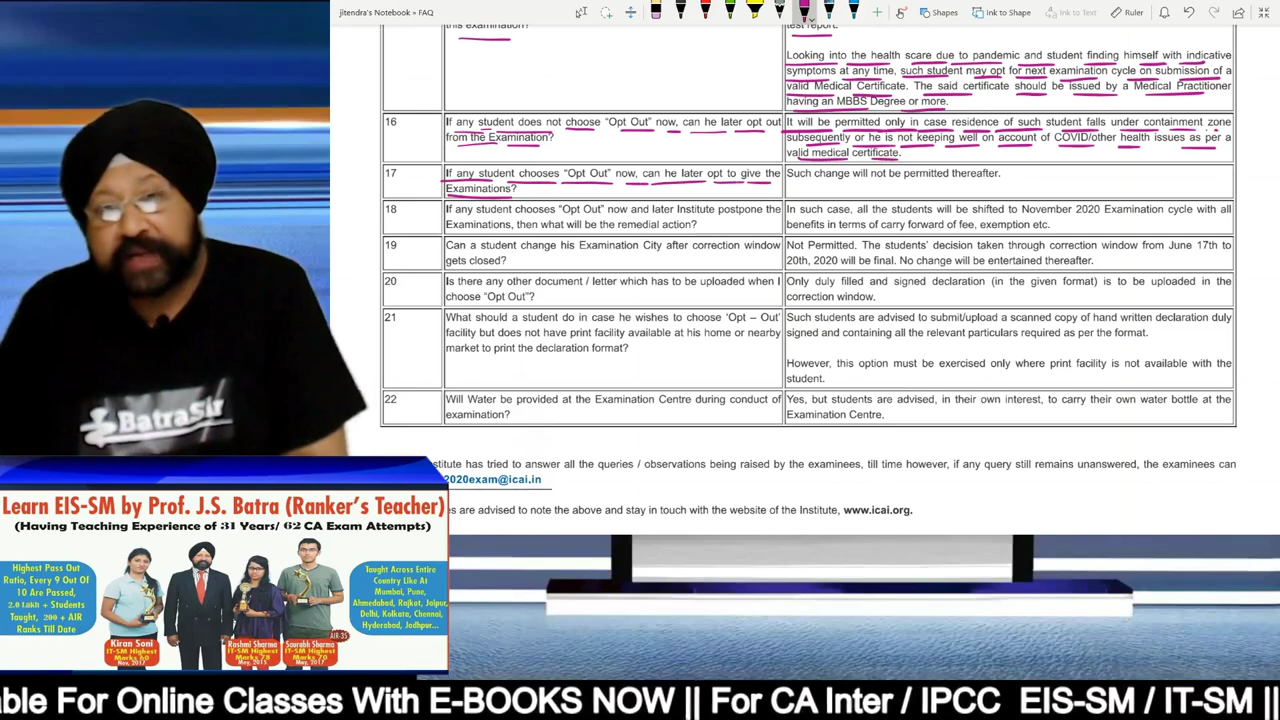 jitendra's Notebook » FAQ
Shapes
Ink to Shape
Ink to Text
Ruler
this examination?
test report.
Looking into the health scare due to pandemic and student finding himself with indicative
symptoms at any time, such student may opt for next examination cycle on submission of a
valid Medical Certificate. The said certificate should be issued by a Medical Practitioner
having an MBBS Degree or more.
16
If any student does not choose “Opt Out” now, can he later opt out
from the Examination?
It will be permitted only in case residence of such student falls under containment zone
subsequently or he is not keeping well on account of COVID/other health issues as per a
valid medical certificate.
17
If any student chooses “Opt Out” now, can he later opt to give the
Examinations?
Such change will not be permitted thereafter.
18
If any student chooses “Opt Out” now and later Institute postpone the
Examinations, then what will be the remedial action?
In such case, all the students will be shifted to November 2020 Examination cycle with all
benefits in terms of carry forward of fee, exemption etc.
19
Can a student change his Examination City after correction window
gets closed?
Not Permitted. The students’ decision taken through correction window from June 17th to
20th, 2020 will be final. No change will be entertained thereafter.
20
Is there any other document / letter which has to be uploaded when I
choose “Opt Out”?
Only duly filled and signed declaration (in the given format) is to be uploaded in the
correction window.
21
What should a student do in case he wishes to choose ‘Opt – Out’
facility but does not have print facility available at his home or nearby
market to print the declaration format?
Such students are advised to submit/upload a scanned copy of hand written declaration duly
signed and containing all the relevant particulars required as per the format.
However, this option must be exercised only where print facility is not available with the
student.
22
Will Water be provided at the Examination Centre during conduct of
examination?
Yes, but students are advised, in their own interest, to carry their own water bottle at the
Examination Centre.
stitute has tried to answer all the queries / observations being raised by the examinees, till time however, if any query still remains unanswered, the examinees can
2020exam@icai.in
es are advised to note the above and stay in touch with the website of the Institute, www.icai.org.
BatraSir
Learn EIS-SM by Prof. J.S. Batra (Ranker's Teacher)
(Having Teaching Experience of 31 Years/ 62 CA Exam Attempts)
Highest Pass Out
Ratio, Every 9 Out Of
10 Are Passed,
2.0 Lakh + Students
Taught, 200 + AIR
Ranks Till Date
Taught Across Entire
Country Like At
Mumbai, Pune,
Ahmedabad, Rajkot, Jaipur,
Delhi, Kolkata, Chennai,
Hyderabad, Jodhpur...
AIR-35
Kiran Soni
IT-SM Highest
Marks 60
Nov, 2017
Rashmi Sharma
IT-SM Highest
Marks 78
May, 2015
Saurabh Sharma
IT-SM Highest
Marks 70
May, 2017
able For Online Classes With E-BOOKS NOW || For CA Inter / IPCC EIS-SM / IT-SM ||